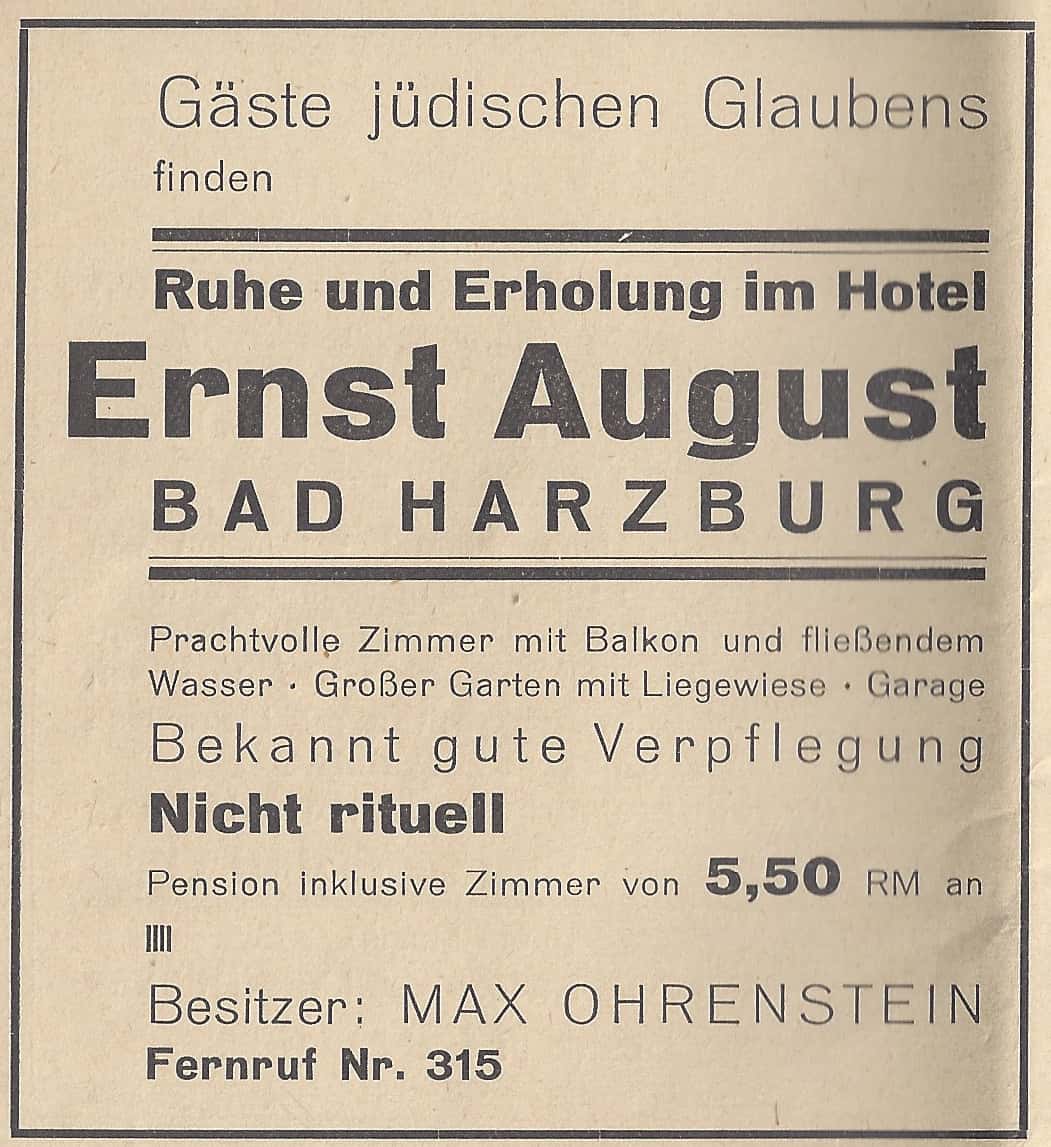 Gäste jüdischen Glaubens
finden
Ruhe und Erholung im Hotel
Ernst August
BAD HARZBURG
Prachtvolle Zimmer mit Balkon und fließendem
Wasser · Großer Garten mit Liegewiese · Garage
Bekannt gute Verpflegung
Nicht rituell
Pension inklusive Zimmer von 5,50 RM an
Besitzer: MAX OHRENSTEIN
Fernruf Nr. 315